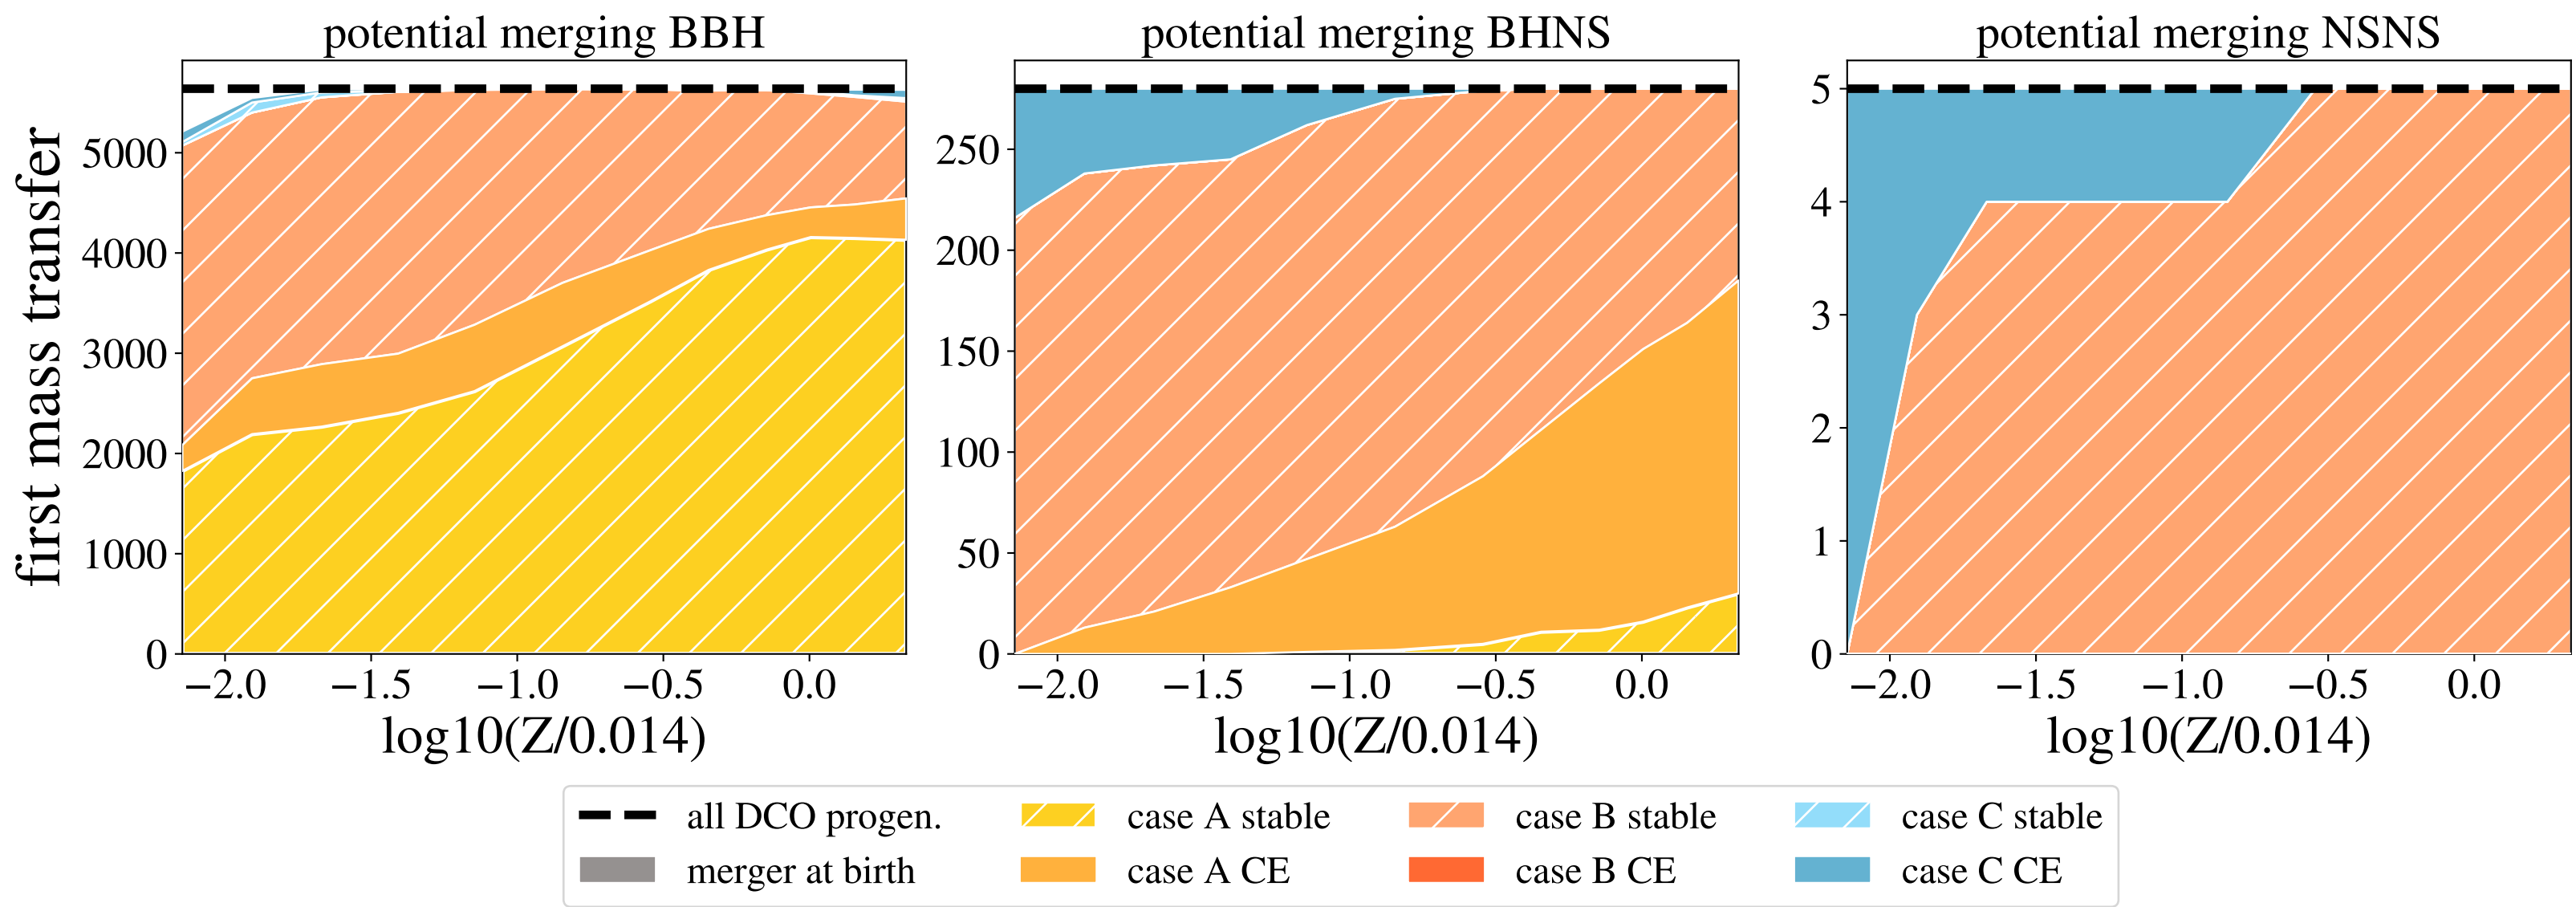 potential merging BBH
potential merging BHNS
potential merging NSNS
first mass transfer
5000
4000
3000
2000
1000
0
−2.0 −1.5 −1.0 −0.5 0.0
log10(Z/0.014)
250
200
150
100
50
0
−2.0 −1.5 −1.0 −0.5 0.0
log10(Z/0.014)
5
4
3
2
1
0
−2.0 −1.5 −1.0 −0.5 0.0
log10(Z/0.014)
all DCO progen.
merger at birth
case A stable
case A CE
case B stable
case B CE
case C stable
case C CE